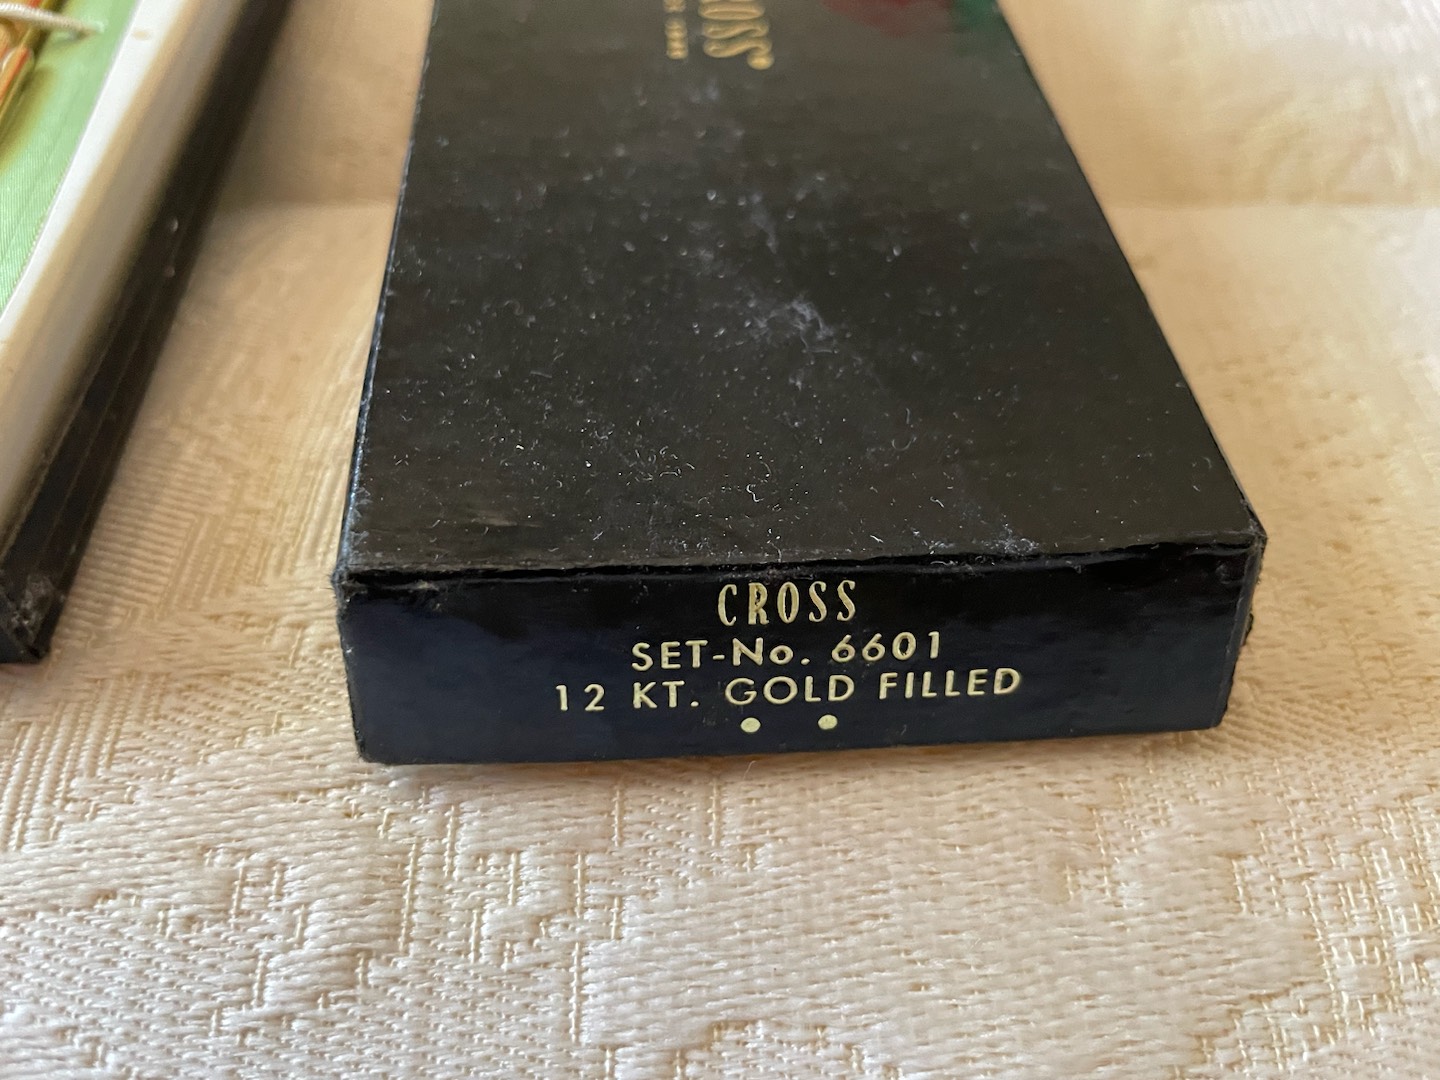 CROSS
SET-No. 6601
12 KT. GOLD FILLED